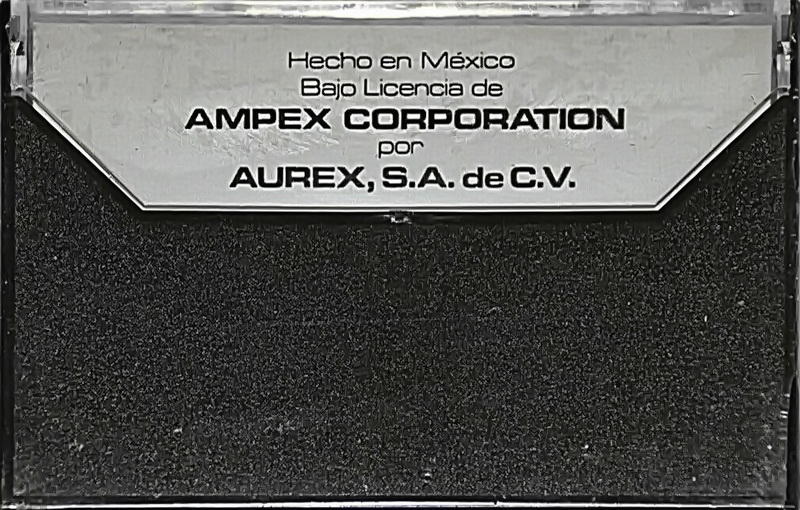 Hecho en México
Bajo Licencia de
AMPEX CORPORATION
por
AUREX, S.A. de C.V.